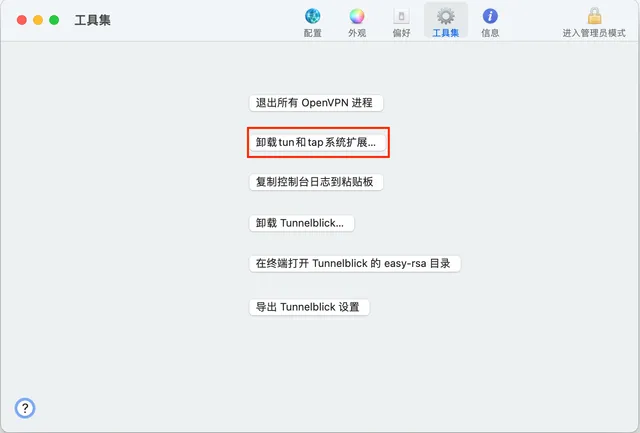 工具集
配置
外观
偏好
工具集
信息
进入管理员模式
退出所有 OpenVPN 进程
卸载tun和tap系统扩展...
复制控制台日志到粘贴板
卸载 Tunnelblick...
在终端打开 Tunnelblick 的 easy-rsa 目录
导出 Tunnelblick 设置
?